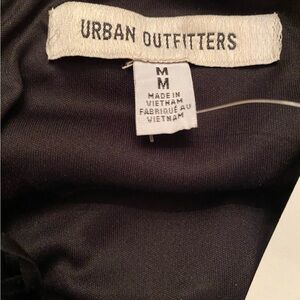 URBAN OUTFITTERS
M
M
MADE IN
VIETNAM
FABRIQUÉ AU
VIETNAM